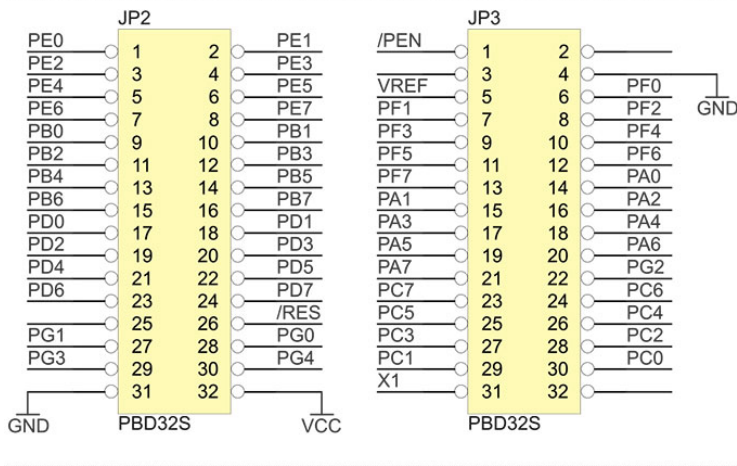 JP2
PE0 1 2 PE1
PE2 3 4 PE3
PE4 5 6 PE5
PE6 7 8 PE7
PB0 9 10 PB1
PB2 11 12 PB3
PB4 13 14 PB5
PB6 15 16 PB7
PD0 17 18 PD1
PD2 19 20 PD3
PD4 21 22 PD5
PD6 23 24 PD7
25 26 /RES
PG1 27 28 PG0
PG3 29 30 PG4
31 32
GND PBD32S VCC
JP3
/PEN 1 2
3 4 GND
VREF 5 6 PF0
PF1 7 8 PF2
PF3 9 10 PF4
PF5 11 12 PF6
PF7 13 14 PA0
PA1 15 16 PA2
PA3 17 18 PA4
PA5 19 20 PA6
PA7 21 22 PG2
PC7 23 24 PC6
PC5 25 26 PC4
PC3 27 28 PC2
PC1 29 30 PC0
X1 31 32
PBD32S